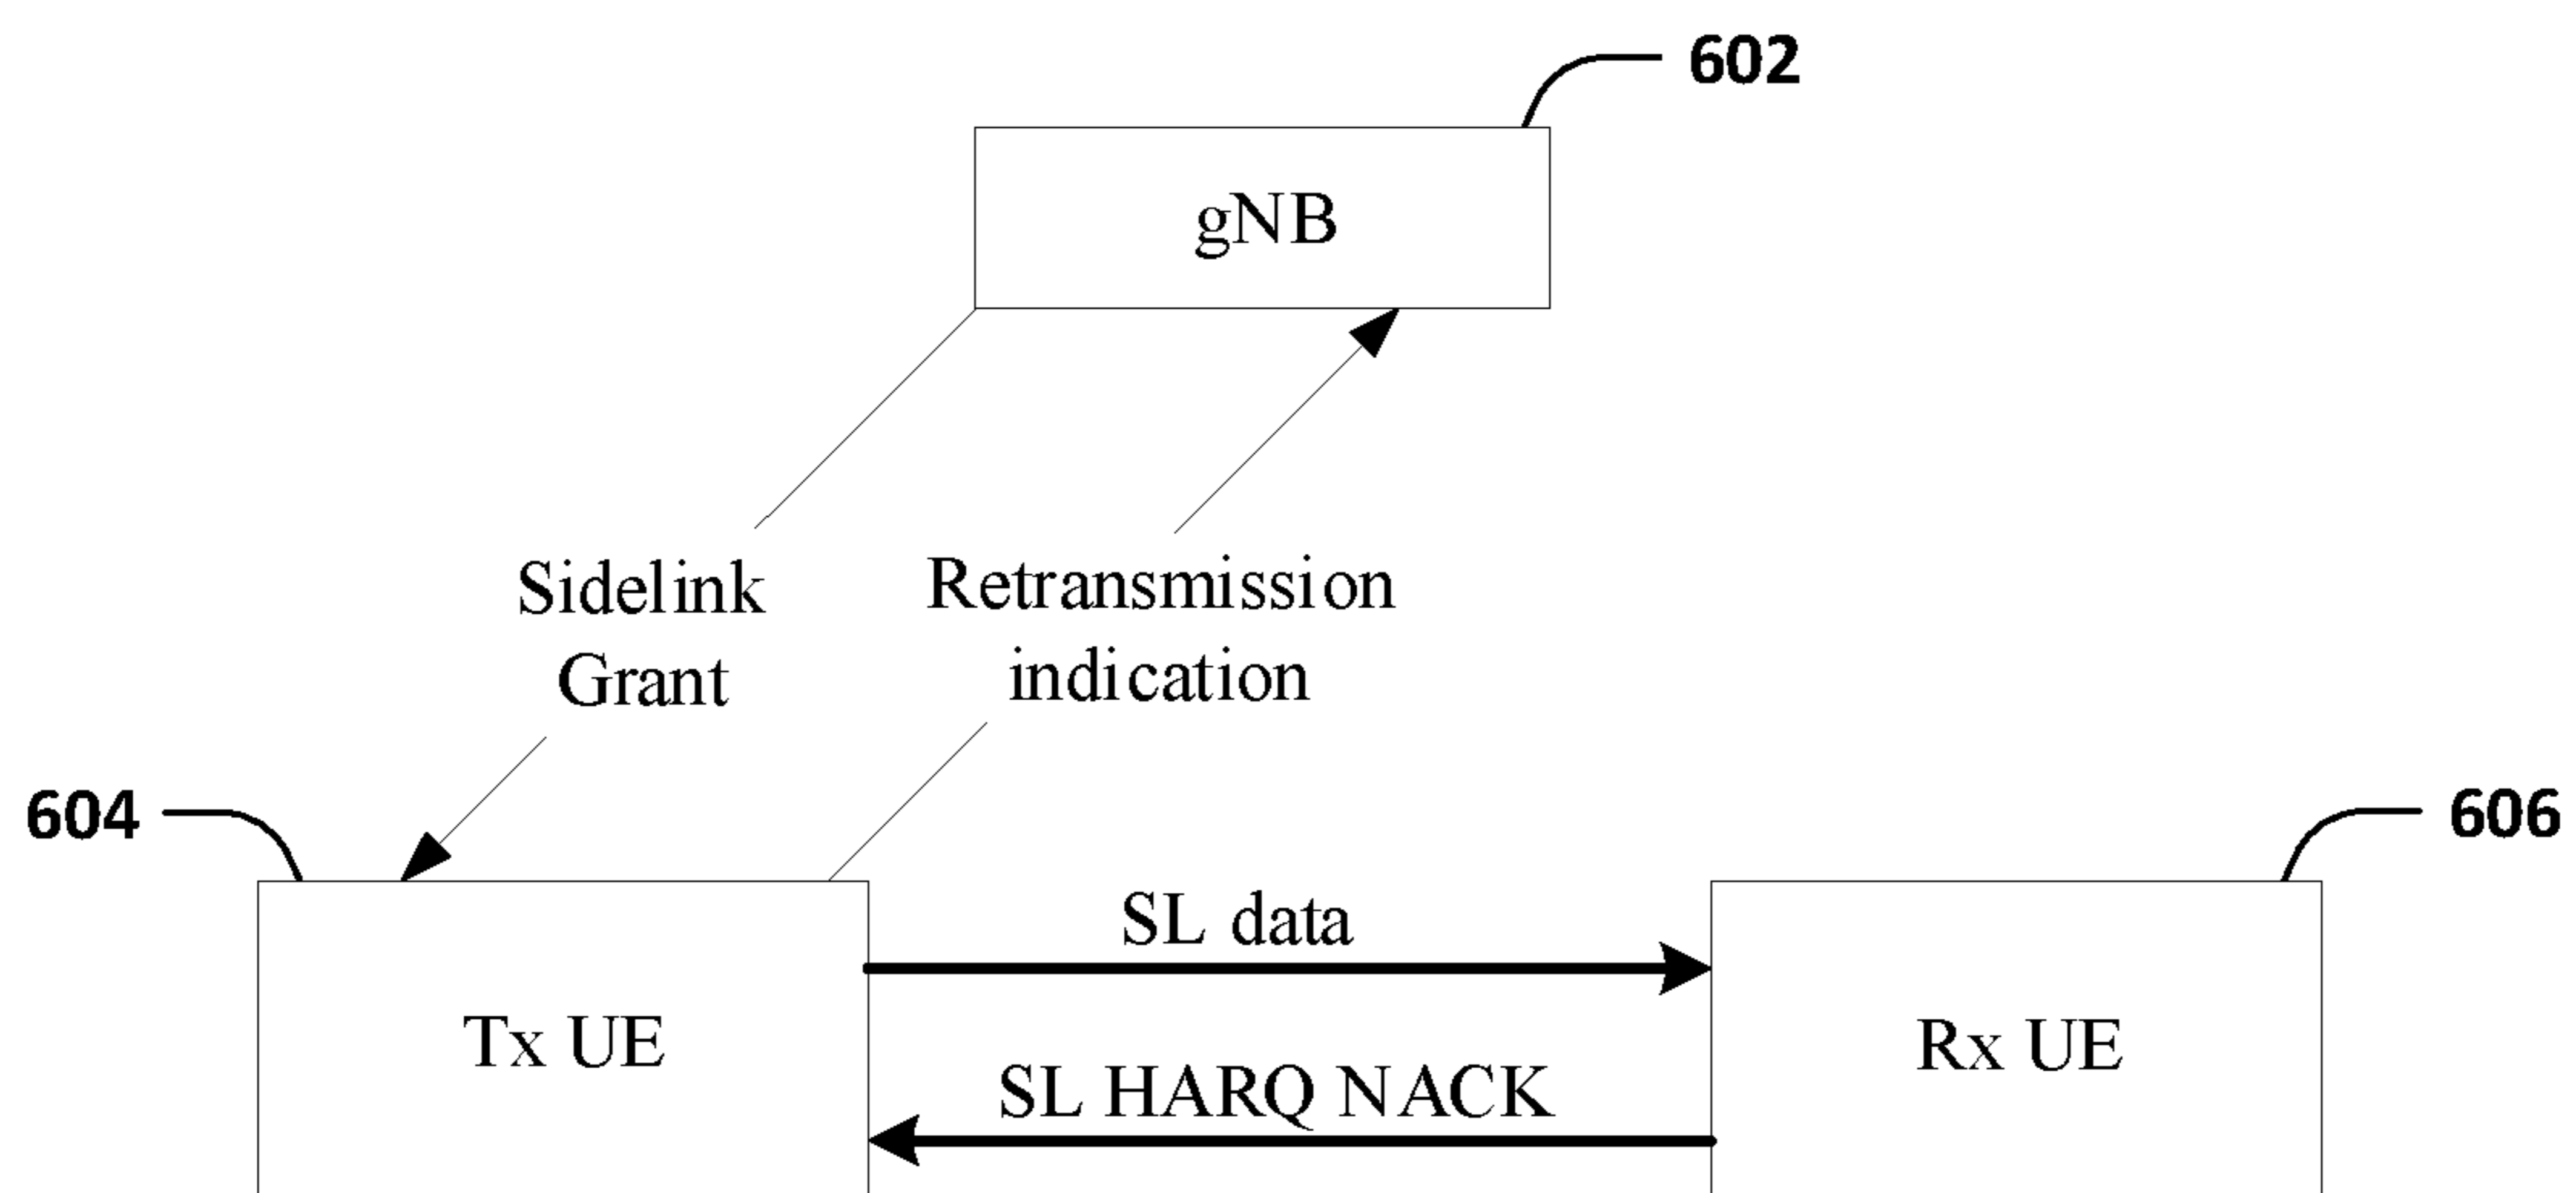 602
gNB
Sidelink
Grant
Retransmission
indication
604
606
SL data
Tx UE
Rx UE
SL HARQ NACK